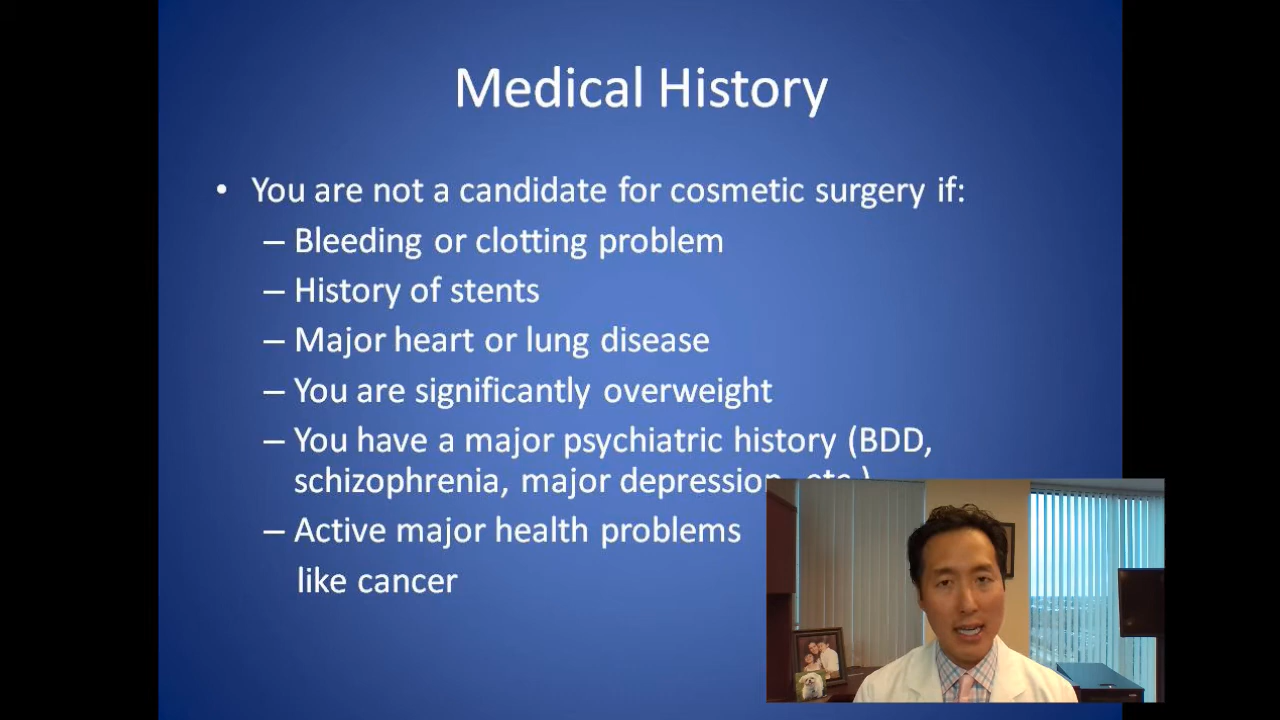 Medical History
• You are not a candidate for cosmetic surgery if:
– Bleeding or clotting problem
– History of stents
– Major heart or lung disease
– You are significantly overweight
– You have a major psychiatric history (BDD,
schizophrenia, major depression, etc.)
– Active major health problems
like cancer